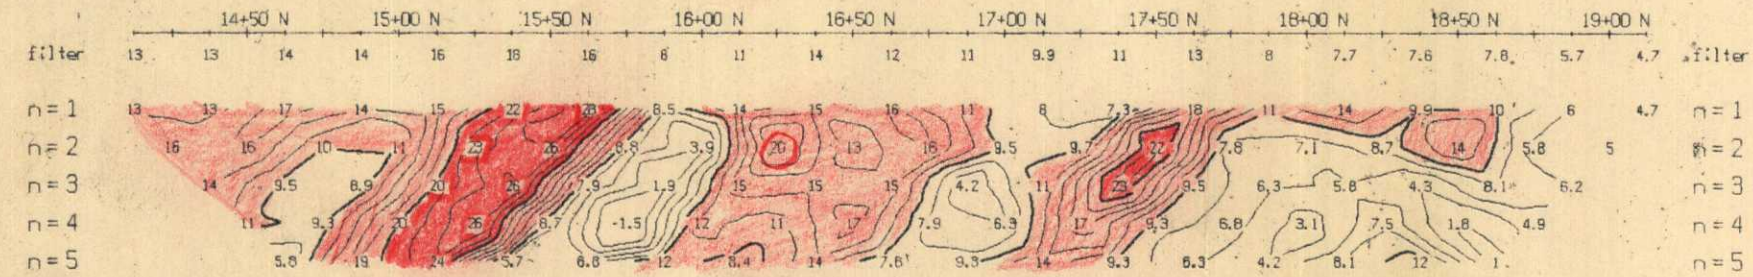 14+50 N 15+00 N 15+50 N 16+00 N 16+50 N 17+00 N 17+50 N 18+00 N 18+50 N 19+00 N
filter 13 13 14 14 16 18 16 6 11 14 12 11 9.9 11 13 8 7.7 7.6 7.8 5.7 4.7 filter
n = 1 13 13 17 14 15 22 28 8.5 14 15 16 11 8 7.3 18 11 14 9.9 10 6 4.7 n = 1
n = 2 16 16 10 11 23 26 8.8 3.9 20 13 16 9.5 9.7 22 7.8 7.1 8.7 14 5.8 5 n = 2
n = 3 14 9.5 8.9 20 26 7.9 1.9 15 15 15 4.2 11 23 9.5 6.3 5.8 4.3 8.1 6.2 n = 3
n = 4 11 9.3 20 26 8.7 -1.5 12 11 17 7.9 6.3 17 9.3 6.8 3.1 7.5 1.8 4.9 n = 4
n = 5 5.8 19 24 5.7 6.8 12 8.4 14 7.6 9.8 14 9.3 6.3 4.2 8.1 12 1 n = 5